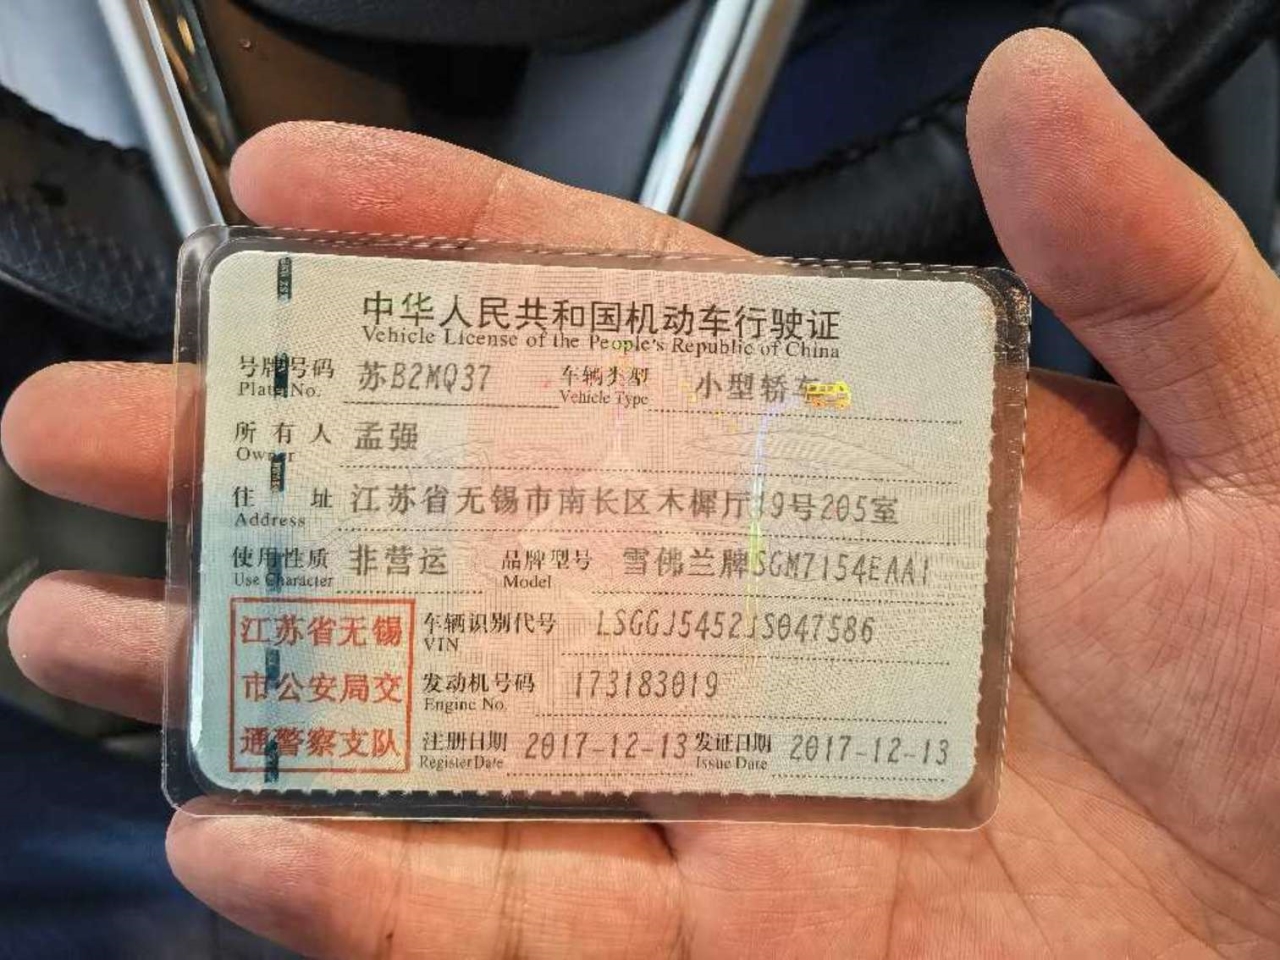 中华人民共和国机动车行驶证
Vehicle License of the People's Republic of China
号牌号码 苏B2MQ37 车辆类型 小型轿车
Plate No. Vehicle Type
所有人 孟强
Owner
住址 江苏省无锡市南长区木樨厅19号205室
Address
使用性质 非营运 品牌型号 雪佛兰牌SGM7154EAA1
Use Character Model
江苏省无锡 车辆识别代号 LSGGJ5452JS047586
VIN
市公安局交 发动机号码 173183019
Engine No.
通警察支队 注册日期 2017-12-13 发证日期 2017-12-13
Register Date Issue Date